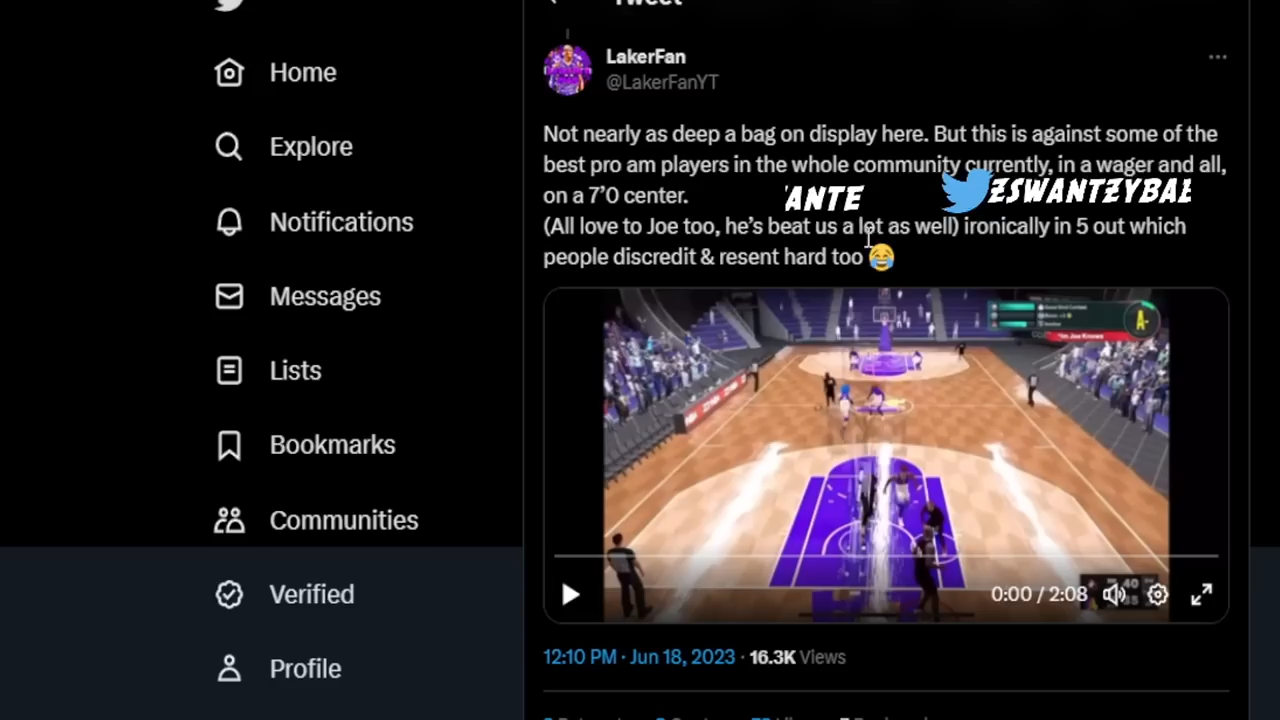 Tweet
Home
Explore
Notifications
Messages
Lists
Bookmarks
Communities
Verified
Profile
LakerFan
@LakerFanYT
Not nearly as deep a bag on display here. But this is against some of the
best pro am players in the whole community currently, in a wager and all,
on a 7’0 center.
(All love to Joe too, he’s beat us a lot as well) ironically in 5 out which
people discredit & resent hard too 😂
ANTE
ZSWANTZYBAE
A-
0:00 / 2:08
12:10 PM · Jun 18, 2023 · 16.3K Views